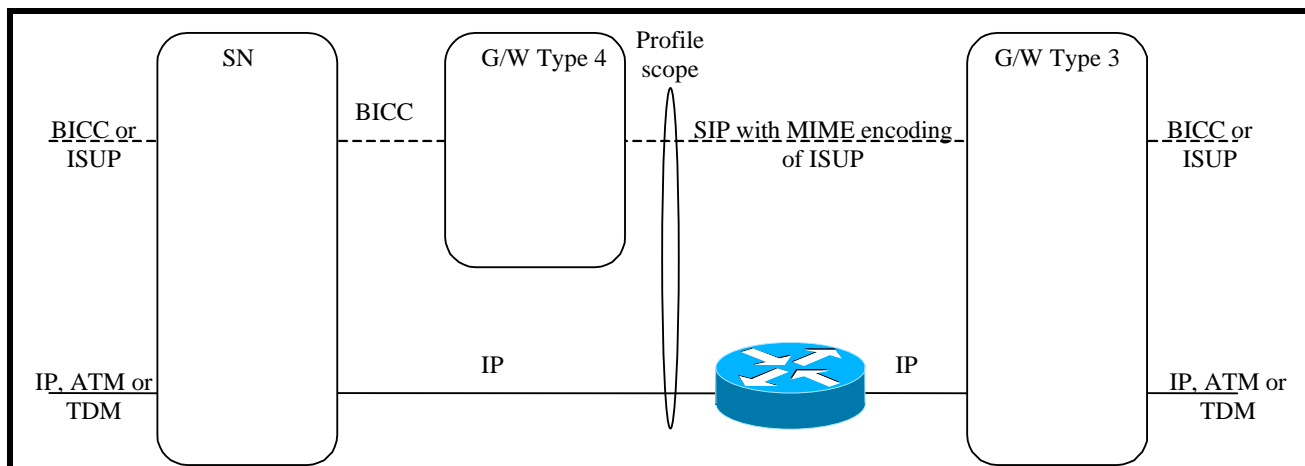 Profile
scope
SN
G/W Type 4
G/W Type 3
BICC or
ISUP
BICC
SIP with MIME encoding
of ISUP
BICC or
ISUP
IP, ATM or
TDM
IP
IP
IP, ATM or
TDM